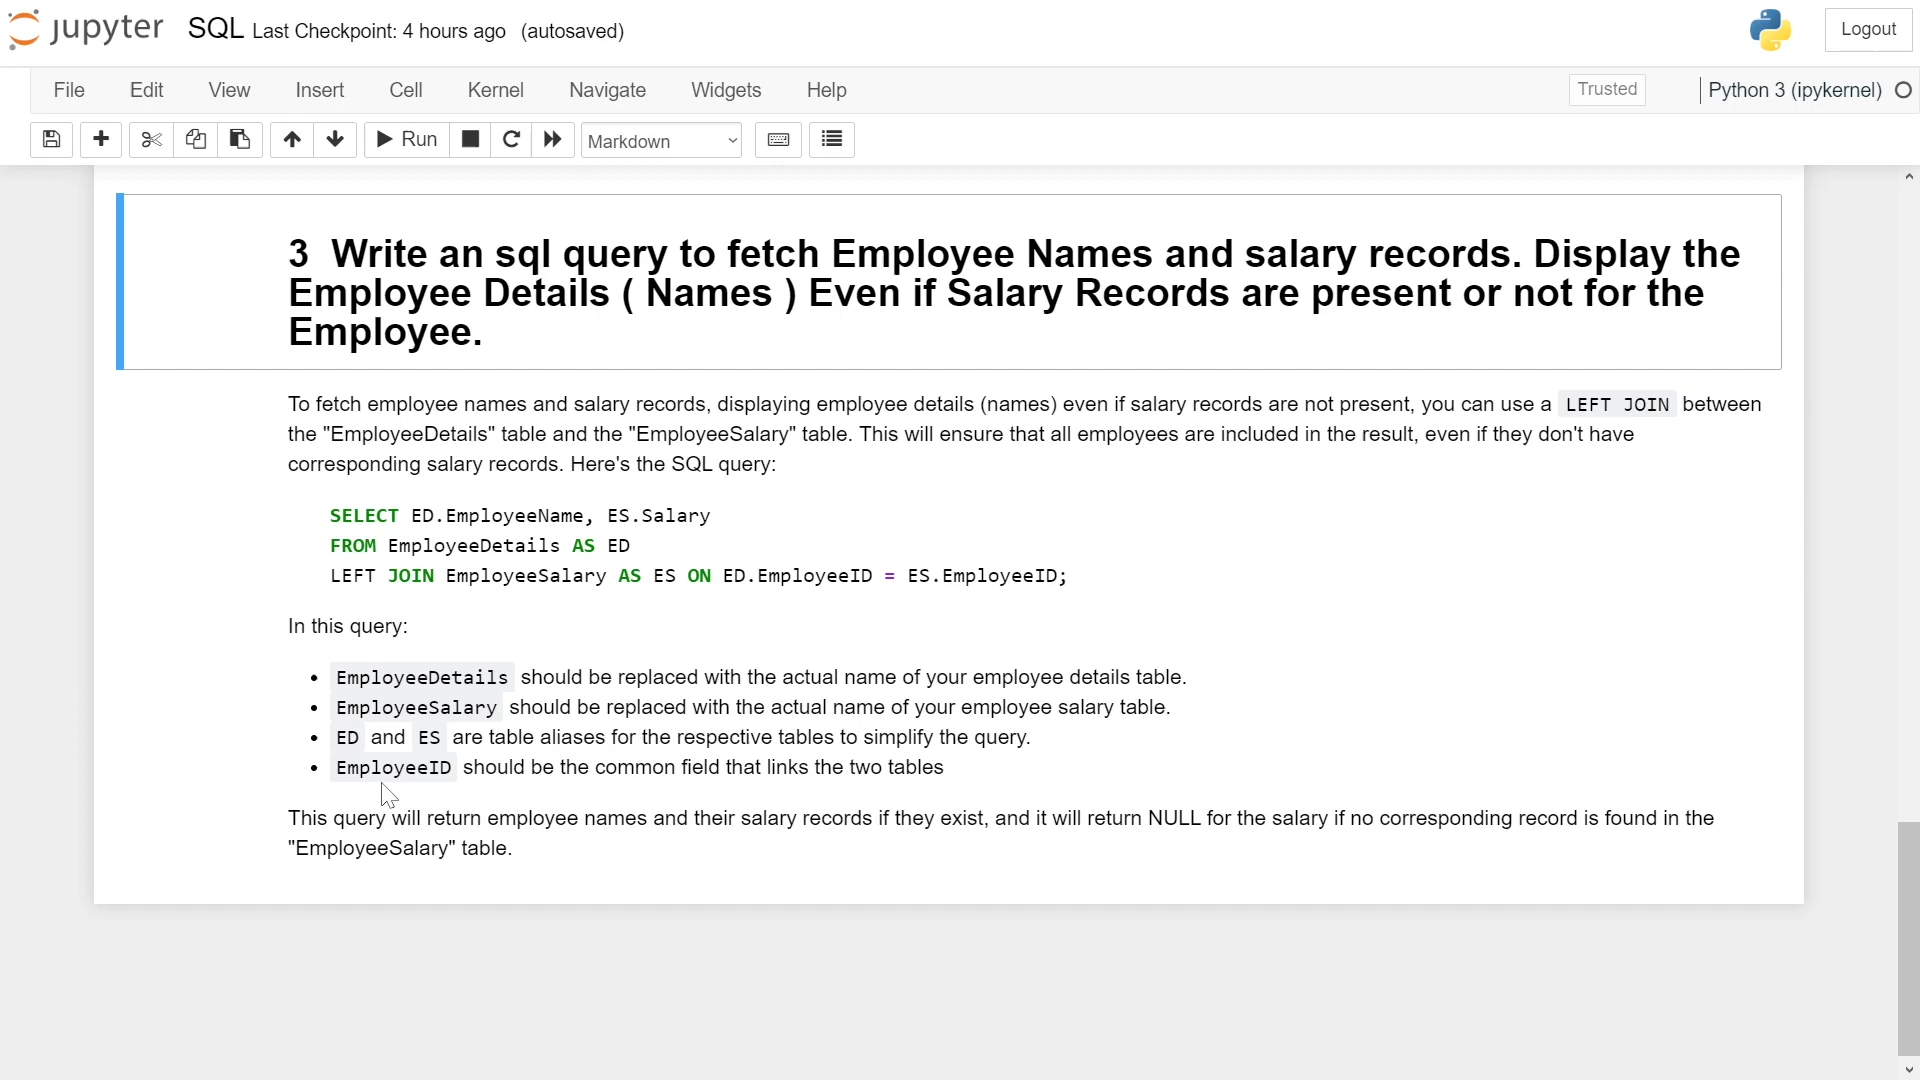 jupyter SQL Last Checkpoint: 4 hours ago (autosaved) Logout
File Edit View Insert Cell Kernel Navigate Widgets Help Trusted Python 3 (ipykernel)
Run Markdown
3 Write an sql query to fetch Employee Names and salary records. Display the
Employee Details ( Names ) Even if Salary Records are present or not for the
Employee.
To fetch employee names and salary records, displaying employee details (names) even if salary records are not present, you can use a LEFT JOIN between
the "EmployeeDetails" table and the "EmployeeSalary" table. This will ensure that all employees are included in the result, even if they don't have
corresponding salary records. Here's the SQL query:
SELECT ED.EmployeeName, ES.Salary
FROM EmployeeDetails AS ED
LEFT JOIN EmployeeSalary AS ES ON ED.EmployeeID = ES.EmployeeID;
In this query:
• EmployeeDetails should be replaced with the actual name of your employee details table.
• EmployeeSalary should be replaced with the actual name of your employee salary table.
• ED and ES are table aliases for the respective tables to simplify the query.
• EmployeeID should be the common field that links the two tables
This query will return employee names and their salary records if they exist, and it will return NULL for the salary if no corresponding record is found in the
"EmployeeSalary" table.